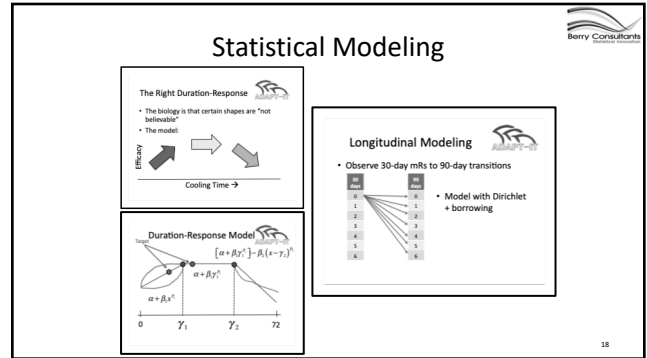 Statistical Modeling
Berry Consultants
Statistical Innovation
The Right Duration-Response
ADAPT-IT
• The biology is that certain shapes are "not
believable"
• The model:
Efficacy
Cooling Time →
Duration-Response Model
ADAPT-IT
Target
[α + β₁γ₁^{β₂}] − β₃(x − γ₂)^{β₄}
α + β₁γ₁^{β₂}
α + β₁x^{β₂}
0 γ₁ γ₂ 72
Longitudinal Modeling
ADAPT-IT
• Observe 30-day mRs to 90-day transitions
30 days
90 days
0 0
1 1
2 2
3 3
4 4
5 5
6 6
• Model with Dirichlet
+ borrowing
18